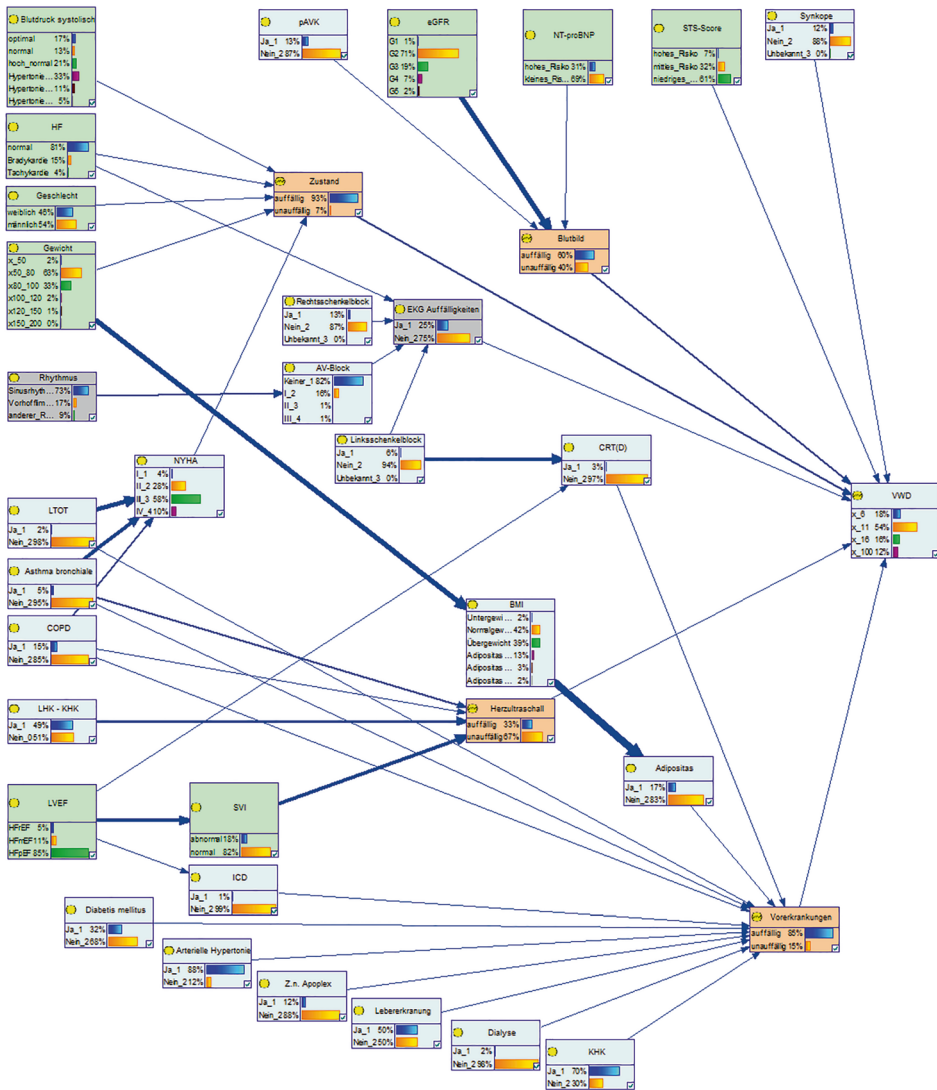 Blutdruck systolisch
optimal 17%
normal 13%
hoch_normal 21%
Hypertonie... 33%
Hypertonie... 11%
Hypertonie... 5%
pAVK
Ja_1 13%
Nein_2 87%
eGFR
G1 1%
G2 71%
G3 19%
G4 7%
G5 2%
NT-proBNP
hohes_Risiko 31%
kleines_Ris... 69%
STS-Score
hohes_Risiko 7%
mittles_Risiko 32%
niedriges_... 61%
Synkope
Ja_1 12%
Nein_2 88%
Unbekannt_3 0%
HF
normal 81%
Bradykardie 15%
Tachykardie 4%
Zustand
auffällig 93%
unauffällig 7%
Geschlecht
weiblich 46%
männlich 54%
Blutbild
auffällig 60%
unauffällig 40%
Gewicht
x_50 2%
x50_80 63%
x80_100 33%
x100_120 2%
x120_150 1%
x150_200 0%
Rechtsschenkelblock
Ja_1 13%
Nein_2 87%
Unbekannt_3 0%
EKG Auffälligkeiten
Ja_1 25%
Nein_2 75%
Rhythmus
Sinusrhyth... 73%
Vorhofflim... 17%
anderer_R... 9%
AV-Block
Keiner_1 82%
I_2 16%
II_3 1%
III_4 1%
Linksschenkelblock
Ja_1 6%
Nein_2 94%
Unbekannt_3 0%
CRT(D)
Ja_1 3%
Nein_2 97%
NYHA
I_1 4%
II_2 28%
III_3 58%
IV_4 10%
VWD
x_6 18%
x_11 54%
x_16 16%
x_100 12%
LTOT
Ja_1 2%
Nein_2 98%
Asthma bronchiale
Ja_1 5%
Nein_2 95%
BMI
Untergewi... 2%
Normalgew... 42%
Übergewicht 39%
Adipositas... 13%
Adipositas... 3%
Adipositas... 2%
COPD
Ja_1 15%
Nein_2 85%
LHK - KHK
Ja_1 49%
Nein_0 51%
Herzultraschall
auffällig 33%
unauffällig 67%
Adipositas
Ja_1 17%
Nein_2 83%
LVEF
HFrEF 5%
HFmEF 11%
HFpEF 85%
SVI
abnormal 18%
normal 82%
ICD
Ja_1 1%
Nein_2 99%
Diabetis mellitus
Ja_1 32%
Nein_2 68%
Vorerkrankungen
auffällig 85%
unauffällig 15%
Arterielle Hypertonie
Ja_1 88%
Nein_2 12%
Z.n. Apoplex
Ja_1 12%
Nein_2 88%
Lebererkranung
Ja_1 50%
Nein_2 50%
Dialyse
Ja_1 2%
Nein_2 98%
KHK
Ja_1 70%
Nein_2 30%